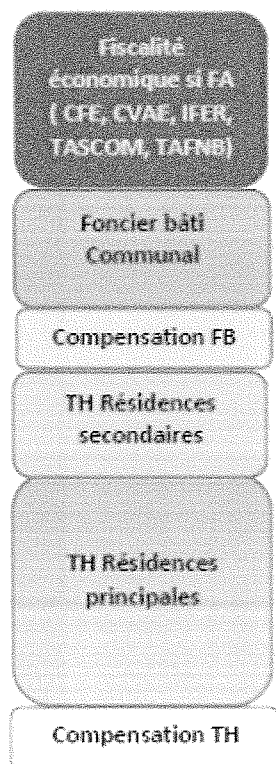 Fiscalité
économique si FA
( CFE, CVAE, IFER,
TASCOM, TAFNB)
Foncier bâti
Communal
Compensation FB
TH Résidences
secondaires
TH Résidences
principales
Compensation TH